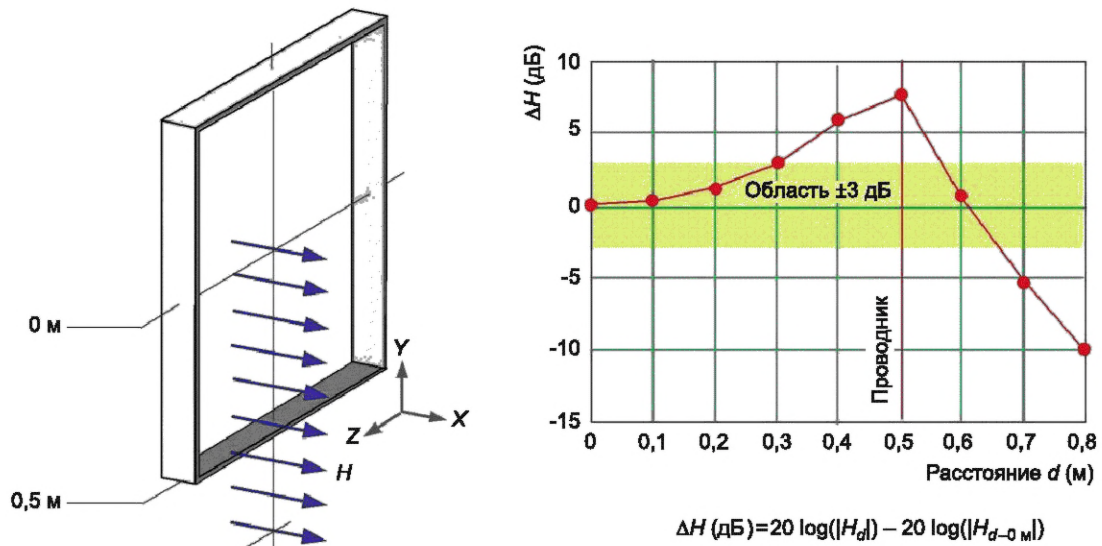 0 м
0,5 м
Y
X
Z
H
ΔH (дБ)
10
5
0
-5
-10
-15
Область ±3 дБ
Проводник
0 0,1 0,2 0,3 0,4 0,5 0,6 0,7 0,8
Расстояние d (м)
ΔH (дБ)=20 log(|H_d|) – 20 log(|H_{d–0 м}|)